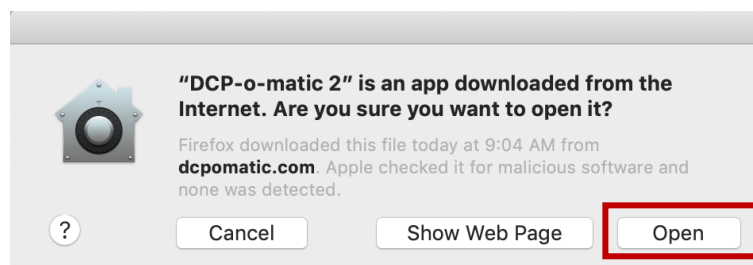 “DCP-o-matic 2” is an app downloaded from the
Internet. Are you sure you want to open it?
Firefox downloaded this file today at 9:04 AM from
dcpomatic.com. Apple checked it for malicious software and
none was detected.
? Cancel Show Web Page Open